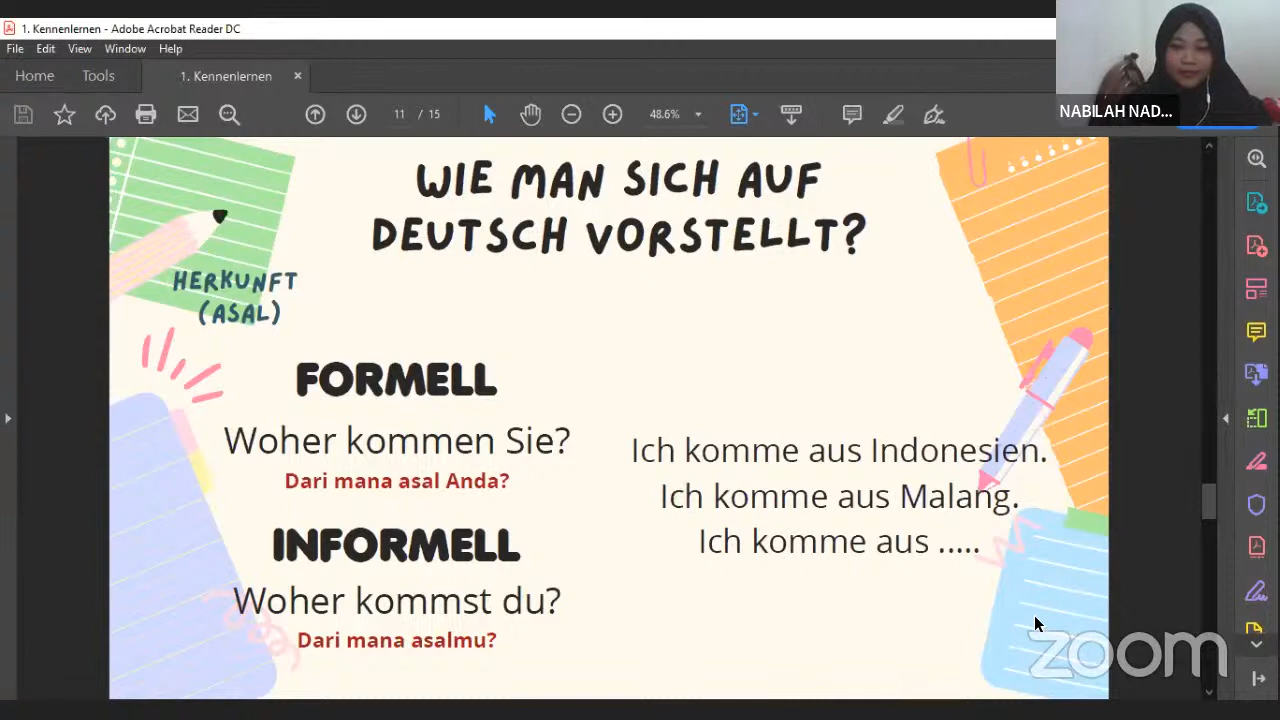 1. Kennenlernen - Adobe Acrobat Reader DC
File Edit View Window Help
Home Tools 1. Kennenlernen ×
11 / 15 48.6%
NABILAH NAD...
WIE MAN SICH AUF
DEUTSCH VORSTELLT?
HERKUNFT
(ASAL)
FORMELL
Woher kommen Sie?
Dari mana asal Anda?
INFORMELL
Woher kommst du?
Dari mana asalmu?
Ich komme aus Indonesien.
Ich komme aus Malang.
Ich komme aus .....
zoom